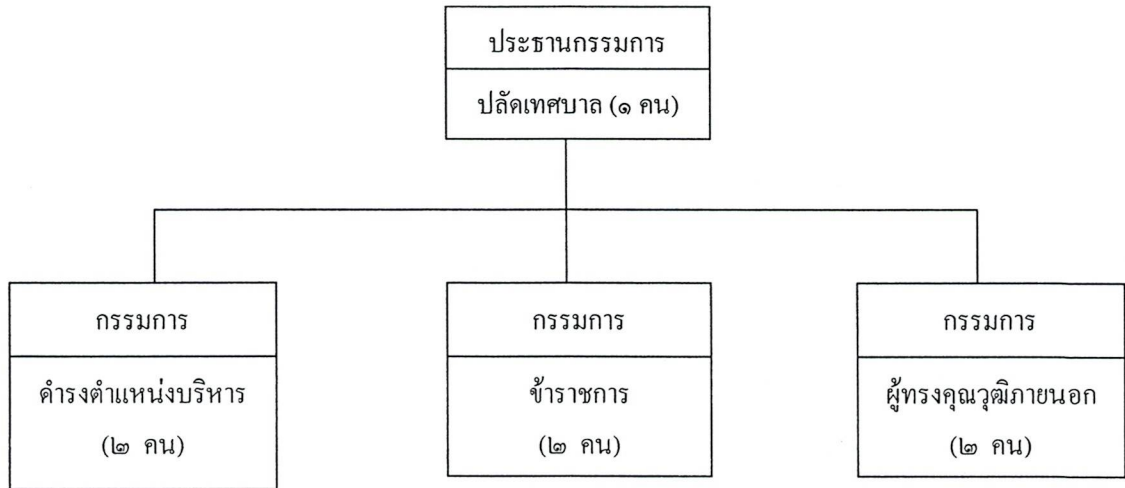 ประธานกรรมการ
ปลัดเทศบาล (๑ คน)
กรรมการ
ดำรงตำแหน่งบริหาร
(๒ คน)
กรรมการ
ข้าราชการ
(๒ คน)
กรรมการ
ผู้ทรงคุณวุฒิภายนอก
(๒ คน)